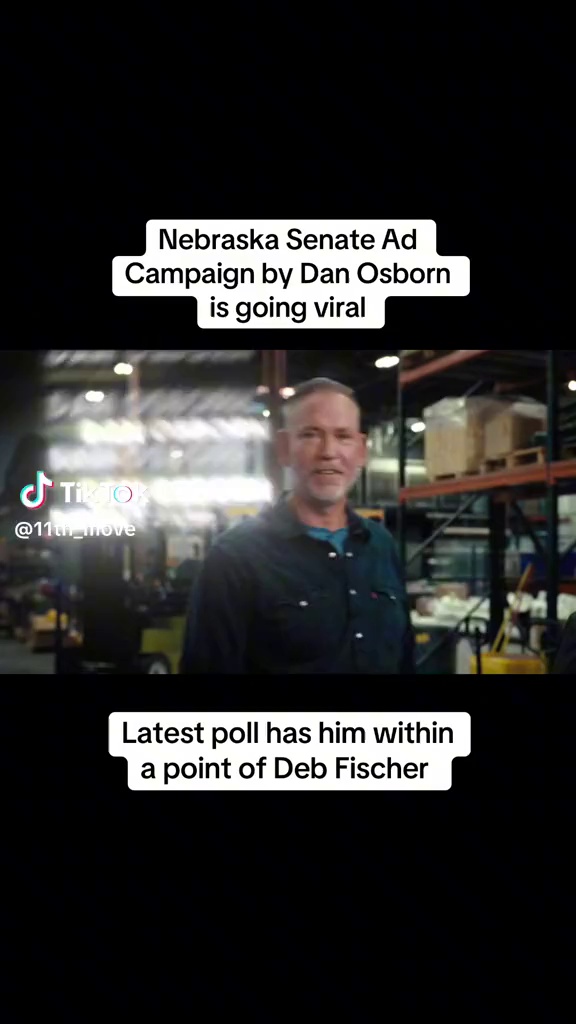 Nebraska Senate Ad
Campaign by Dan Osborn
is going viral
TikTok
@11th_move
Latest poll has him within
a point of Deb Fischer